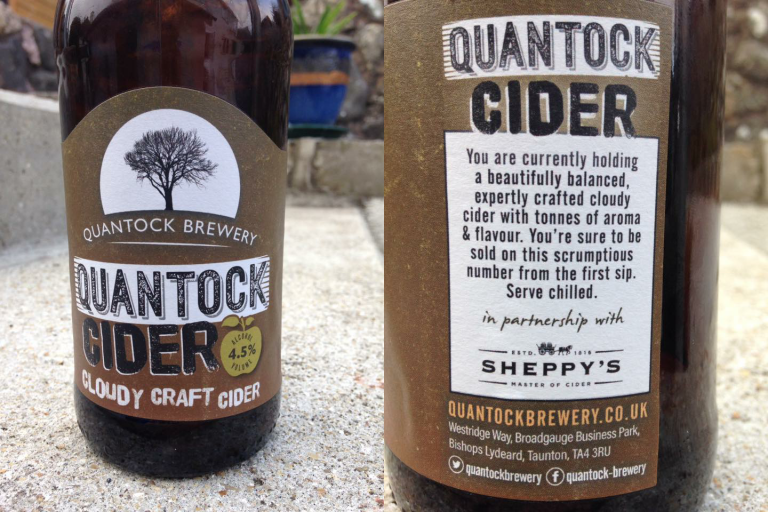 QUANTOCK BREWERY
QUANTOCK
CIDER
ALCOHOL
4.5%
VOLUME
CLOUDY CRAFT CIDER
QUANTOCK
CIDER
You are currently holding
a beautifully balanced,
expertly crafted cloudy
cider with tonnes of aroma
& flavour. You're sure to be
sold on this scrumptious
number from the first sip.
Serve chilled.
in partnership with
ESTD. 1816
SHEPPY'S
MASTER OF CIDER
QUANTOCKBREWERY.CO.UK
Westridge Way, Broadgauge Business Park,
Bishops Lydeard, Taunton, TA4 3RU
quantockbrewery quantock-brewery